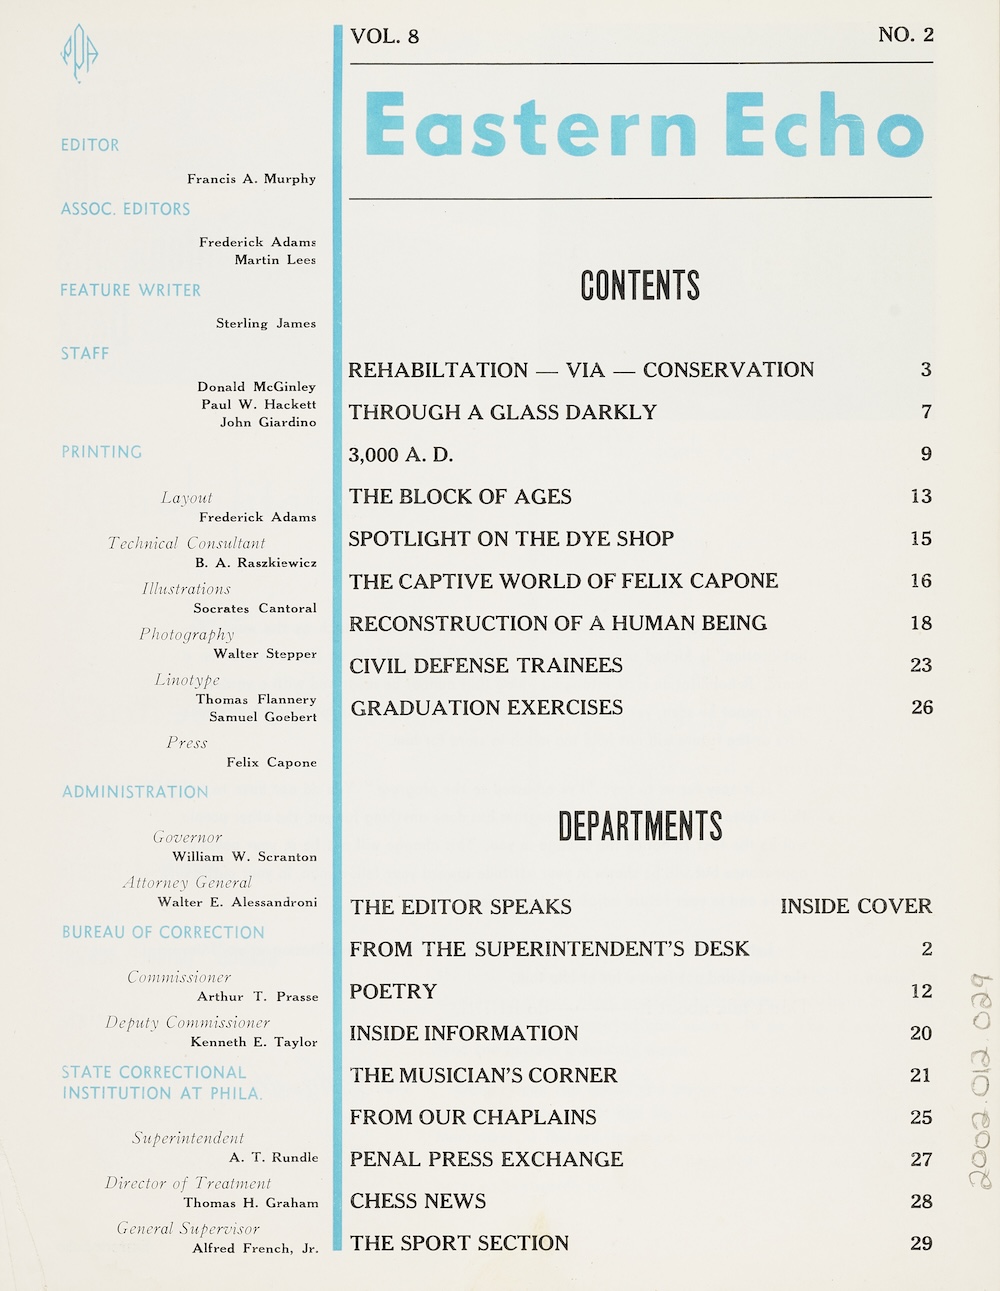 PPA
EDITOR
Francis A. Murphy
ASSOC. EDITORS
Frederick Adams
Martin Lees
FEATURE WRITER
Sterling James
STAFF
Donald McGinley
Paul W. Hackett
John Giardino
PRINTING
Layout
Frederick Adams
Technical Consultant
B. A. Raszkiewicz
Illustrations
Socrates Cantoral
Photography
Walter Stepper
Linotype
Thomas Flannery
Samuel Goebert
Press
Felix Capone
ADMINISTRATION
Governor
William W. Scranton
Attorney General
Walter E. Alessandroni
BUREAU OF CORRECTION
Commissioner
Arthur T. Prasse
Deputy Commissioner
Kenneth E. Taylor
STATE CORRECTIONAL
INSTITUTION AT PHILA.
Superintendent
A. T. Rundle
Director of Treatment
Thomas H. Graham
General Supervisor
Alfred French, Jr.
VOL. 8 NO. 2
Eastern Echo
CONTENTS
REHABILTATION — VIA — CONSERVATION 3
THROUGH A GLASS DARKLY 7
3,000 A. D. 9
THE BLOCK OF AGES 13
SPOTLIGHT ON THE DYE SHOP 15
THE CAPTIVE WORLD OF FELIX CAPONE 16
RECONSTRUCTION OF A HUMAN BEING 18
CIVIL DEFENSE TRAINEES 23
GRADUATION EXERCISES 26
DEPARTMENTS
THE EDITOR SPEAKS INSIDE COVER
FROM THE SUPERINTENDENT'S DESK 2
POETRY 12
INSIDE INFORMATION 20
THE MUSICIAN'S CORNER 21
FROM OUR CHAPLAINS 25
PENAL PRESS EXCHANGE 27
CHESS NEWS 28
THE SPORT SECTION 29
2002.012.029